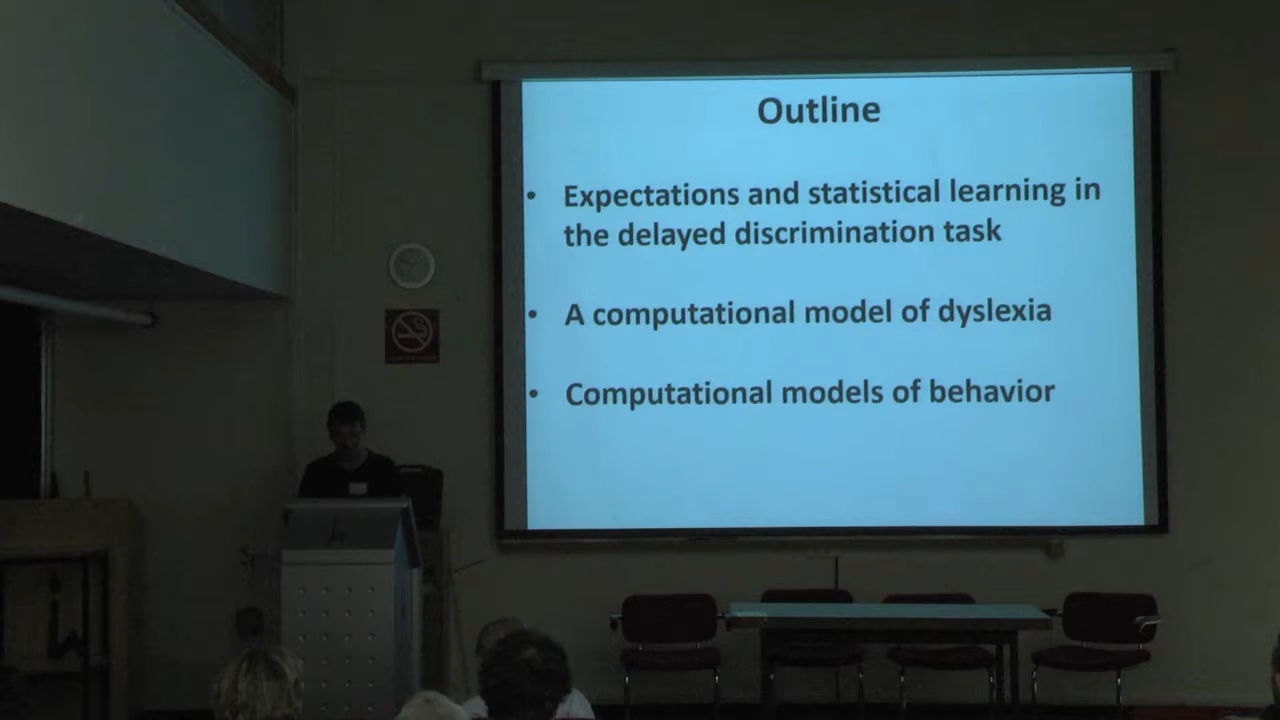 Outline
• Expectations and statistical learning in
the delayed discrimination task
• A computational model of dyslexia
• Computational models of behavior